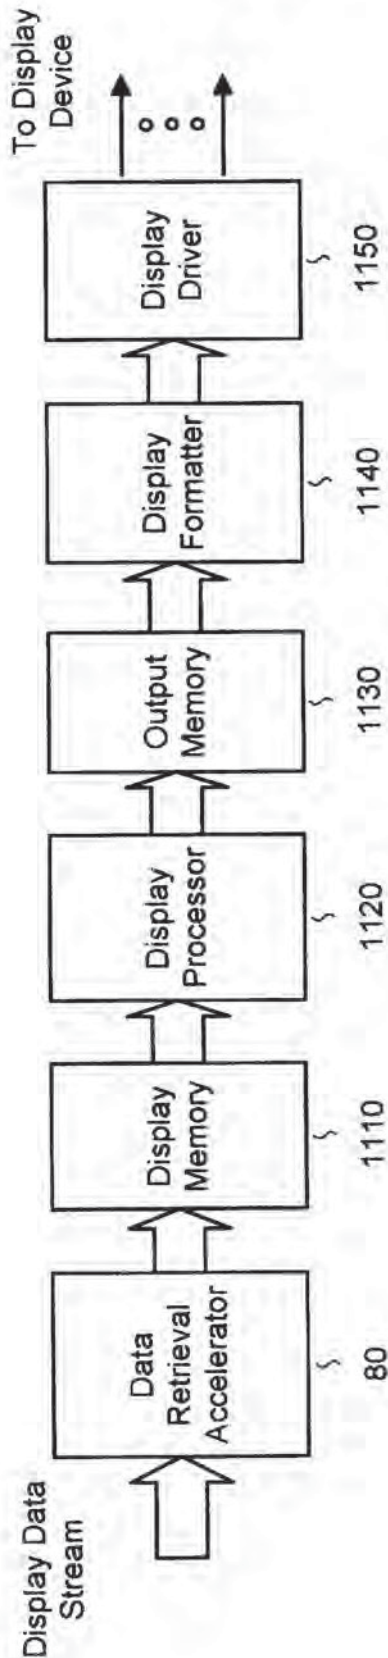 Display Data
Stream
Data
Retrieval
Accelerator
80
Display
Memory
1110
Display
Processor
1120
Output
Memory
1130
Display
Formatter
1140
Display
Driver
1150
To Display
Device